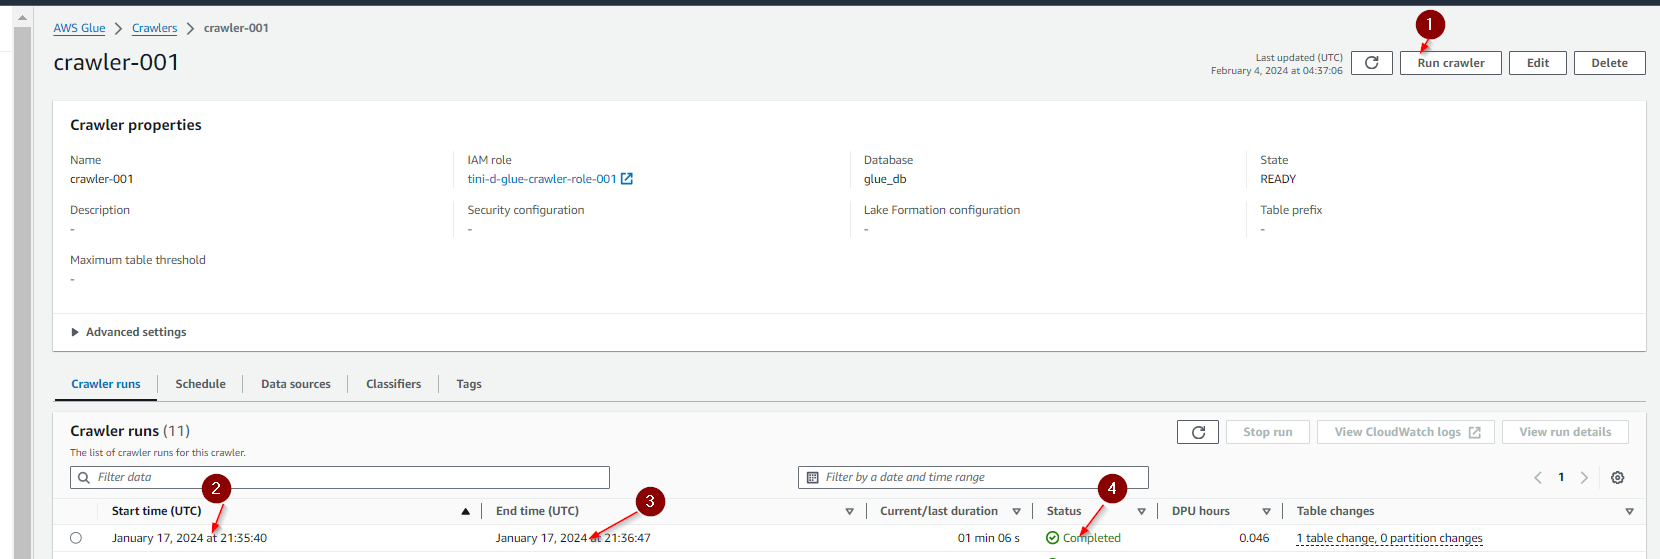 AWS Glue > Crawlers > crawler-001
1
crawler-001
Last updated (UTC)
February 4, 2024 at 04:37:06
Run crawler
Edit
Delete
Crawler properties
Name
crawler-001
IAM role
tini-d-glue-crawler-role-001
Database
glue_db
State
READY
Description
-
Security configuration
-
Lake Formation configuration
-
Table prefix
-
Maximum table threshold
-
Advanced settings
Crawler runs
Schedule
Data sources
Classifiers
Tags
Crawler runs (11)
The list of crawler runs for this crawler.
Stop run
View CloudWatch logs
View run details
Filter data
Filter by a date and time range
1
2
3
4
Start time (UTC)
End time (UTC)
Current/last duration
Status
DPU hours
Table changes
January 17, 2024 at 21:35:40
January 17, 2024 at 21:36:47
01 min 06 s
Completed
0.046
1 table change, 0 partition changes